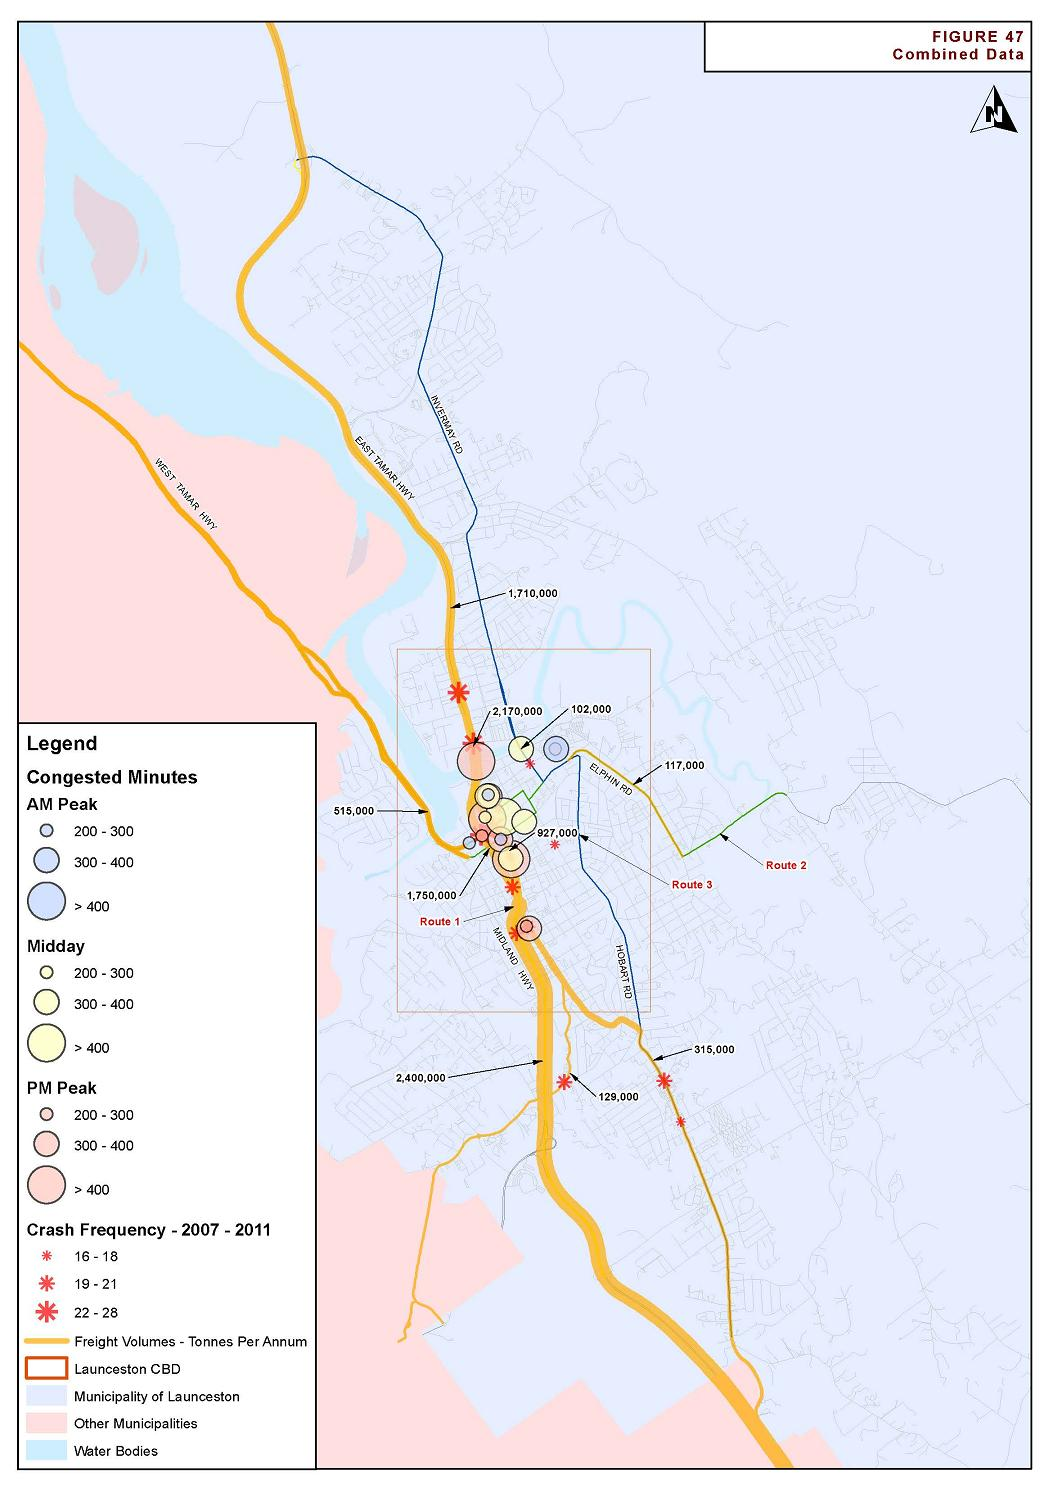 FIGURE 47
Combined Data
N
INVERMAY RD
EAST TAMAR HWY
WEST TAMAR HWY
1,710,000
2,170,000
102,000
117,000
ELPHIN RD
515,000
927,000
Route 2
Route 3
1,750,000
Route 1
MIDLAND HWY
HOBART RD
315,000
2,400,000
129,000
Legend
Congested Minutes
AM Peak
200 - 300
300 - 400
> 400
Midday
200 - 300
300 - 400
> 400
PM Peak
200 - 300
300 - 400
> 400
Crash Frequency - 2007 - 2011
16 - 18
19 - 21
22 - 28
Freight Volumes - Tonnes Per Annum
Launceston CBD
Municipality of Launceston
Other Municipalities
Water Bodies